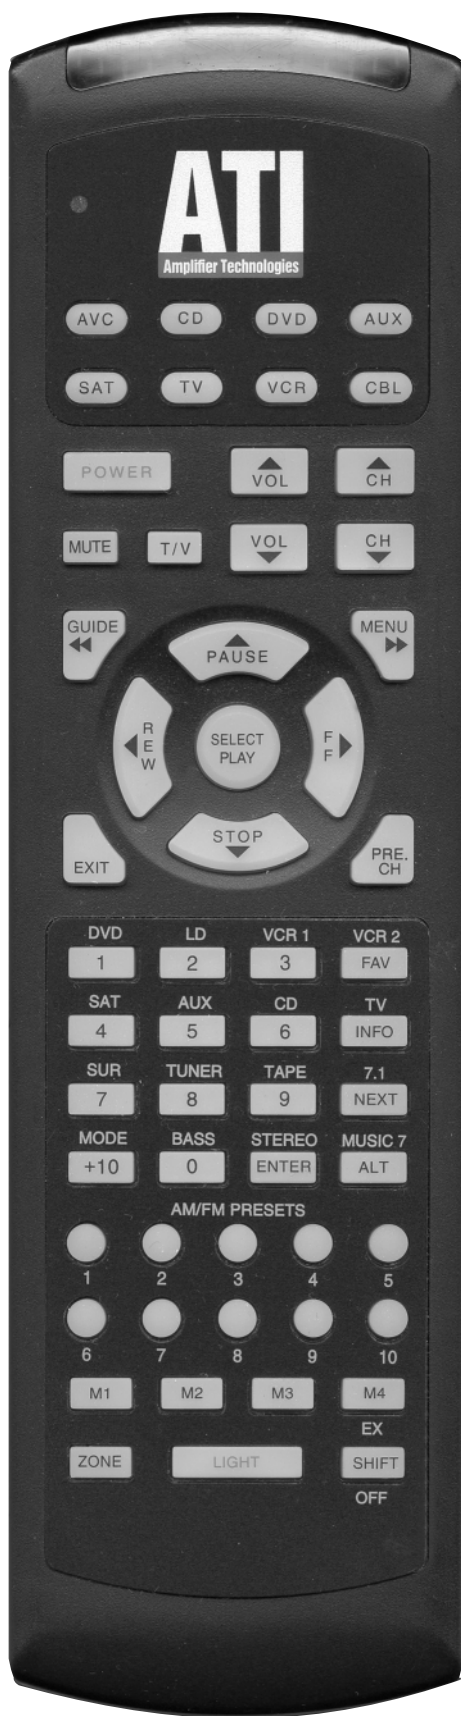 ATI
Amplifier Technologies
AVC CD DVD AUX
SAT TV VCR CBL
POWER VOL CH
MUTE T/V VOL CH
GUIDE MENU
PAUSE
REW SELECT PLAY FF
STOP
EXIT PRE. CH
DVD LD VCR 1 VCR 2
1 2 3 FAV
SAT AUX CD TV
4 5 6 INFO
SUR TUNER TAPE 7.1
7 8 9 NEXT
MODE BASS STEREO MUSIC 7
+10 0 ENTER ALT
AM/FM PRESETS
1 2 3 4 5
6 7 8 9 10
M1 M2 M3 M4
EX
ZONE LIGHT SHIFT
OFF